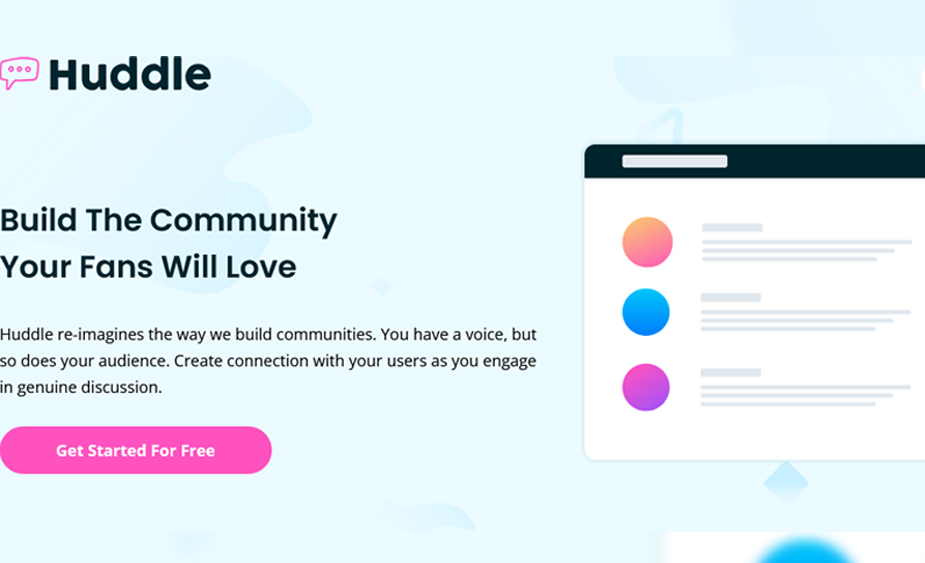 Huddle
Build The Community
Your Fans Will Love
Huddle re-imagines the way we build communities. You have a voice, but
so does your audience. Create connection with your users as you engage
in genuine discussion.
Get Started For Free